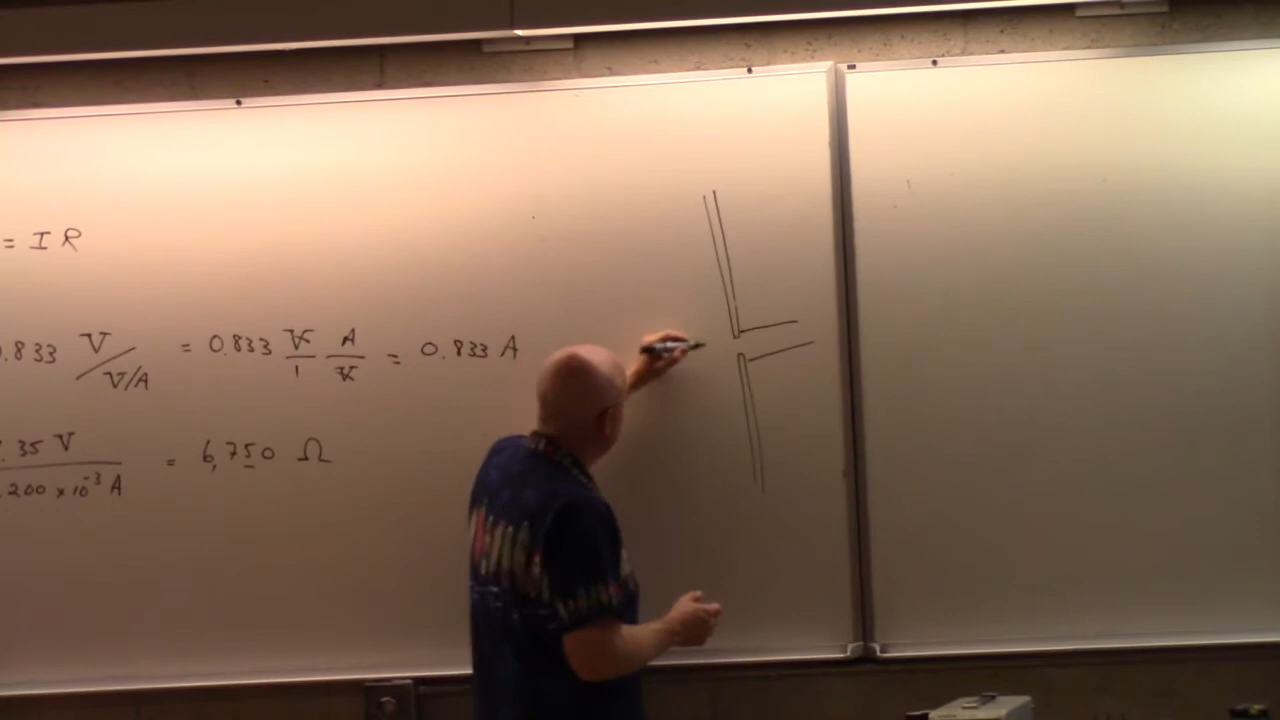 = I R
.833 V / V/A = 0.833 V/1 A/V = 0.833 A
.35 V / .200 × 10⁻³ A = 6,750 Ω